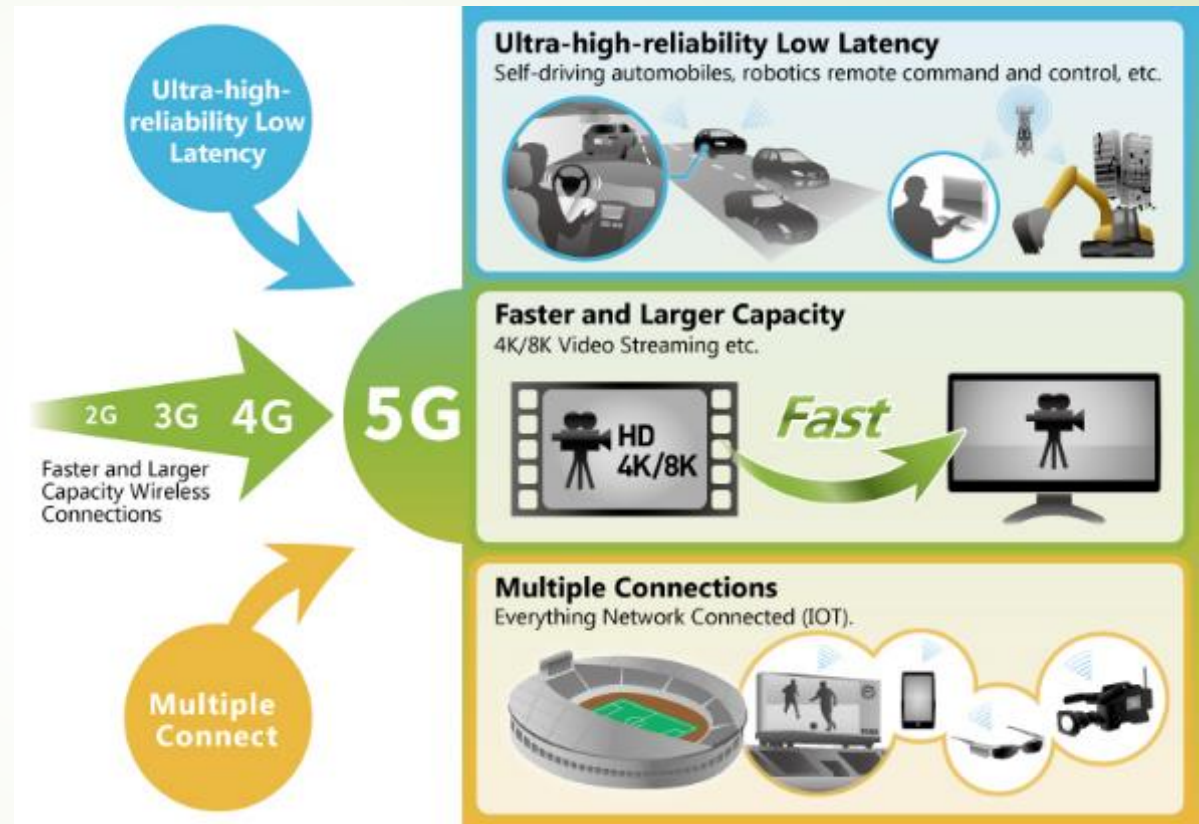 Ultra-high-
reliability Low
Latency
2G 3G 4G
5G
Faster and Larger
Capacity Wireless
Connections
Multiple
Connect
Ultra-high-reliability Low Latency
Self-driving automobiles, robotics remote command and control, etc.
Faster and Larger Capacity
4K/8K Video Streaming etc.
HD
4K/8K
Fast
Multiple Connections
Everything Network Connected (IOT).